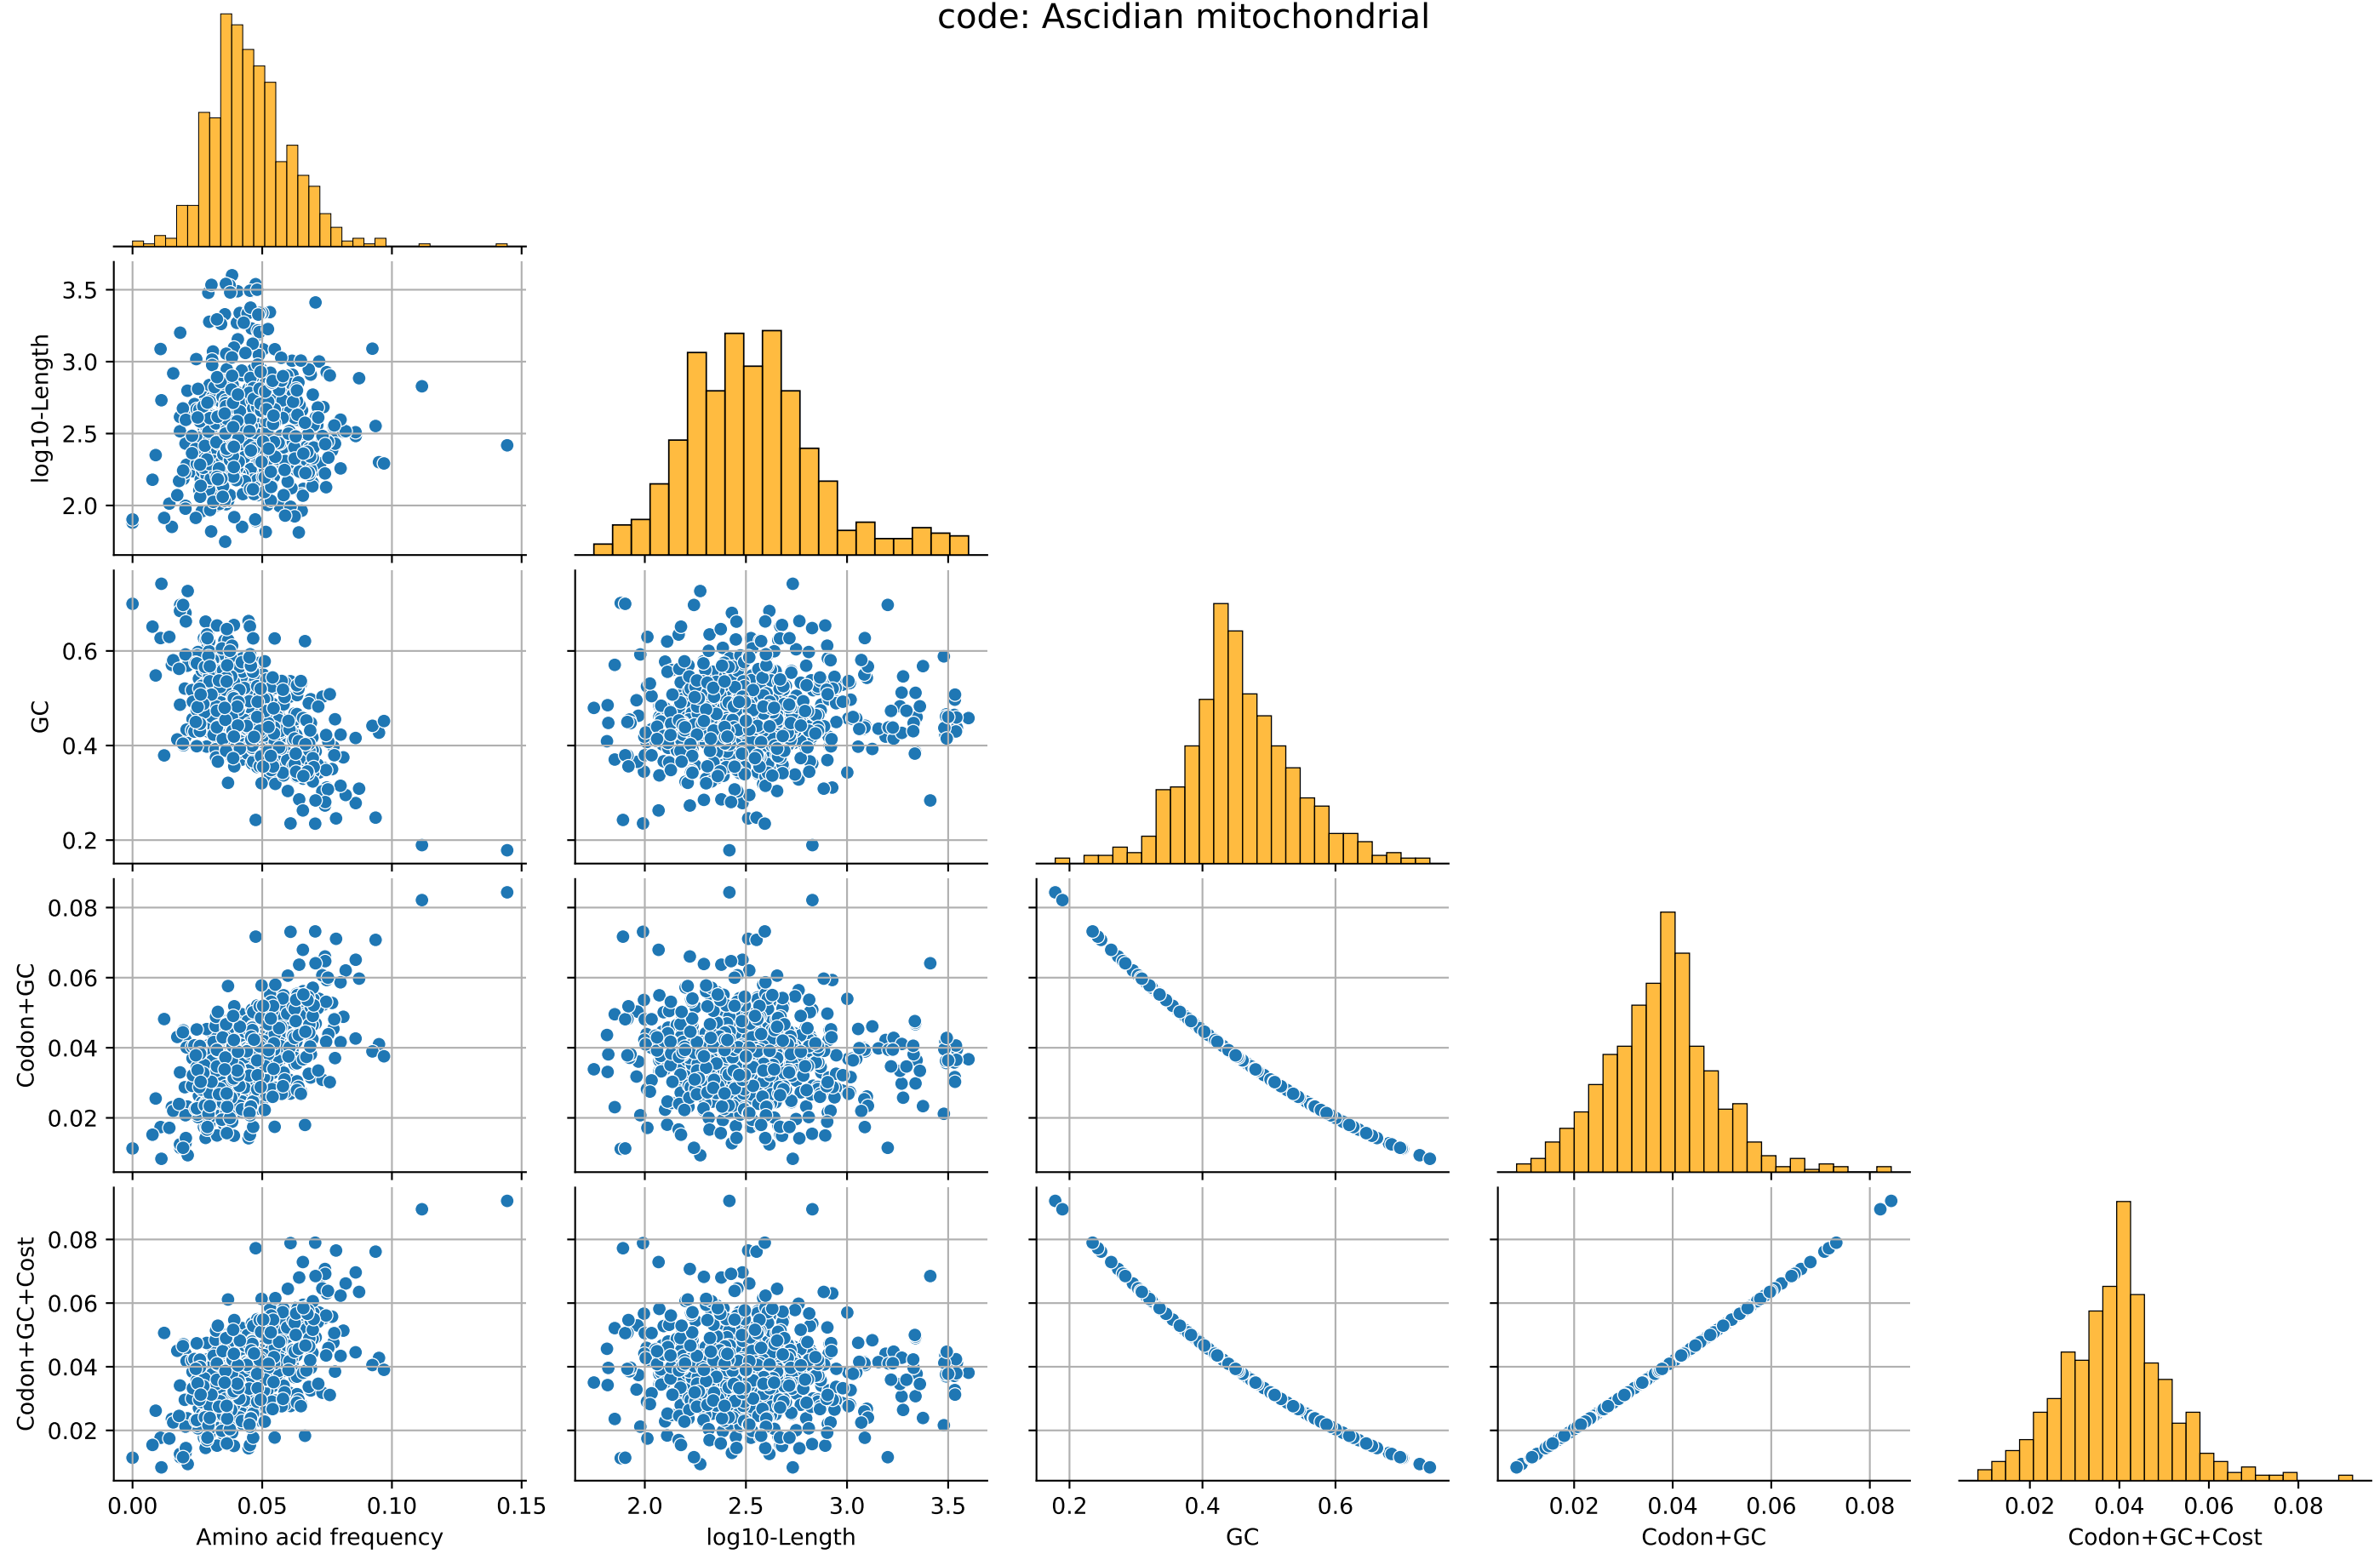 code: Ascidian mitochondrial
3.5
3.0
2.5
2.0
log10-Length
0.6
0.4
0.2
GC
0.08
0.06
0.04
0.02
Codon+GC
0.08
0.06
0.04
0.02
Codon+GC+Cost
0.00 0.05 0.10 0.15 2.0 2.5 3.0 3.5 0.2 0.4 0.6 0.02 0.04 0.06 0.08 0.02 0.04 0.06 0.08
Amino acid frequency log10-Length GC Codon+GC Codon+GC+Cost